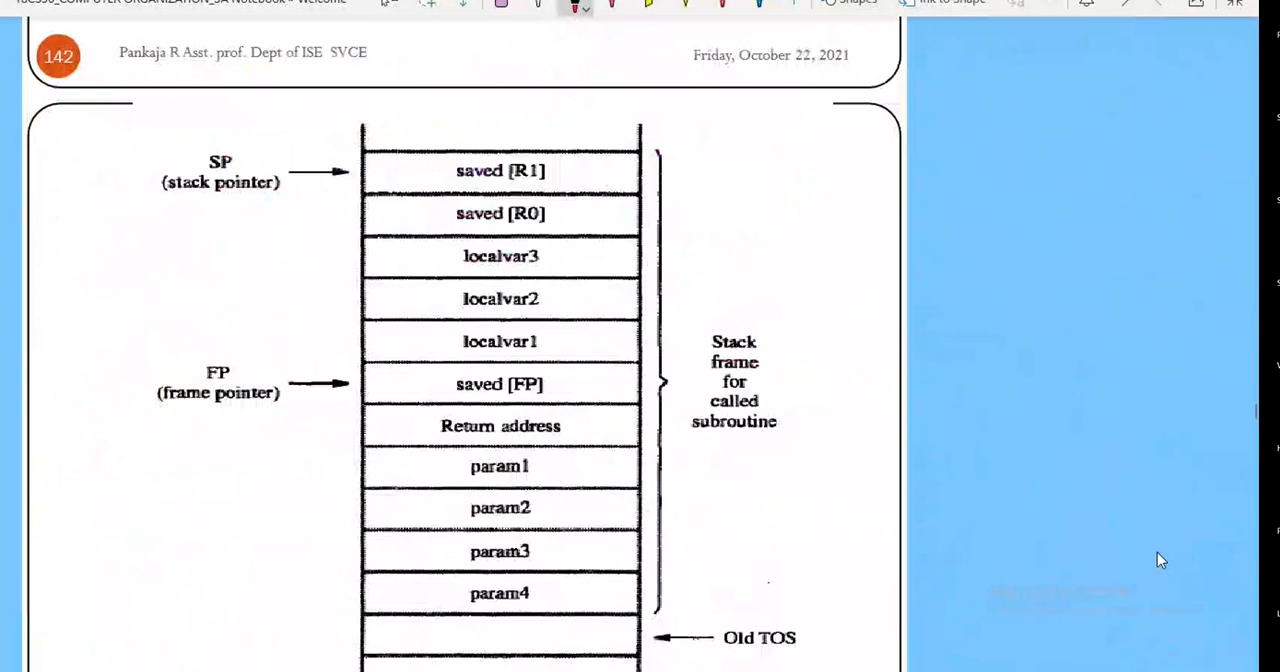 142
Pankaja R Asst. prof. Dept of ISE SVCE
Friday, October 22, 2021
SP
(stack pointer)
saved [R1]
saved [R0]
localvar3
localvar2
localvar1
FP
(frame pointer)
saved [FP]
Stack
frame
for
called
subroutine
Return address
param1
param2
param3
param4
Old TOS